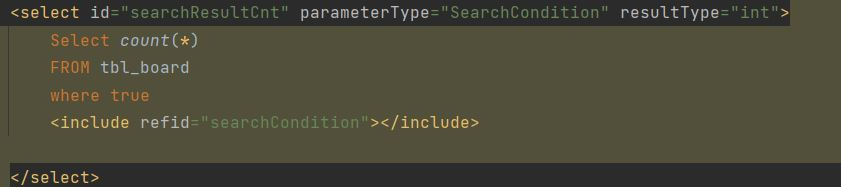 <select id="searchResultCnt" parameterType="SearchCondition" resultType="int">
Select count(*)
FROM tbl_board
where true
<include refid="searchCondition"></include>
</select>